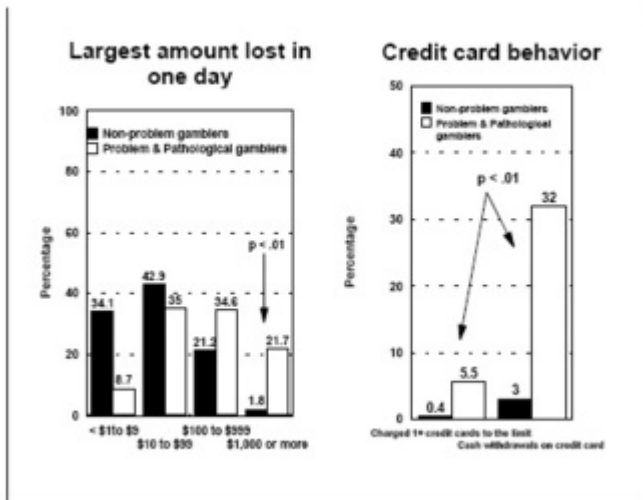 Largest amount lost in
one day
100
80
60
40
20
0
Percentage
Non-problem gamblers
Problem & Pathological gamblers
p < .01
34.1
8.7
42.9
35
21.2
34.6
1.8
21.7
< $1to $9
$10 to $99
$100 to $999
$1,000 or more
Credit card behavior
50
40
30
20
10
0
Percentage
Non-problem gamblers
Problem & Pathological
gamblers
p < .01
0.4
5.5
3
32
Charged 1+ credit cards to the limit
Cash withdrawals on credit card